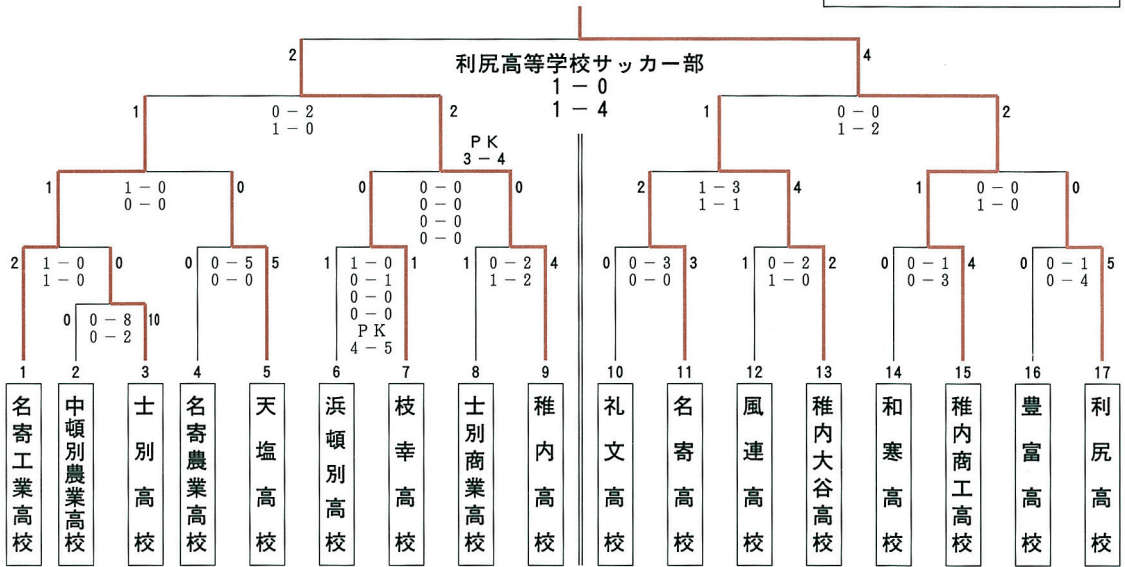 2
4
利尻高等学校サッカー部
1 - 0
1 - 4
1
0 - 2
1 - 0
2
1
0 - 0
1 - 2
2
PK
3 - 4
1
1 - 0
0 - 0
0
0
0 - 0
0 - 0
0 - 0
0 - 0
0
2
1 - 3
1 - 1
4
1
0 - 0
1 - 0
0
2
1 - 0
1 - 0
0
0
0 - 5
0 - 0
5
1
1 - 0
0 - 1
0 - 0
0 - 0
PK
4 - 5
1
1
0 - 2
1 - 2
4
0
0 - 3
0 - 0
3
1
0 - 2
1 - 0
2
0
0 - 1
0 - 3
4
0
0 - 1
0 - 4
5
0
0 - 8
0 - 2
10
1
2
3
4
5
6
7
8
9
10
11
12
13
14
15
16
17
名寄工業高校
中頓別農業高校
士別高校
名寄農業高校
天塩高校
浜頓別高校
枝幸高校
士別商業高校
稚内高校
礼文高校
名寄高校
風連高校
稚内大谷高校
和寒高校
稚内商工高校
豊富高校
利尻高校